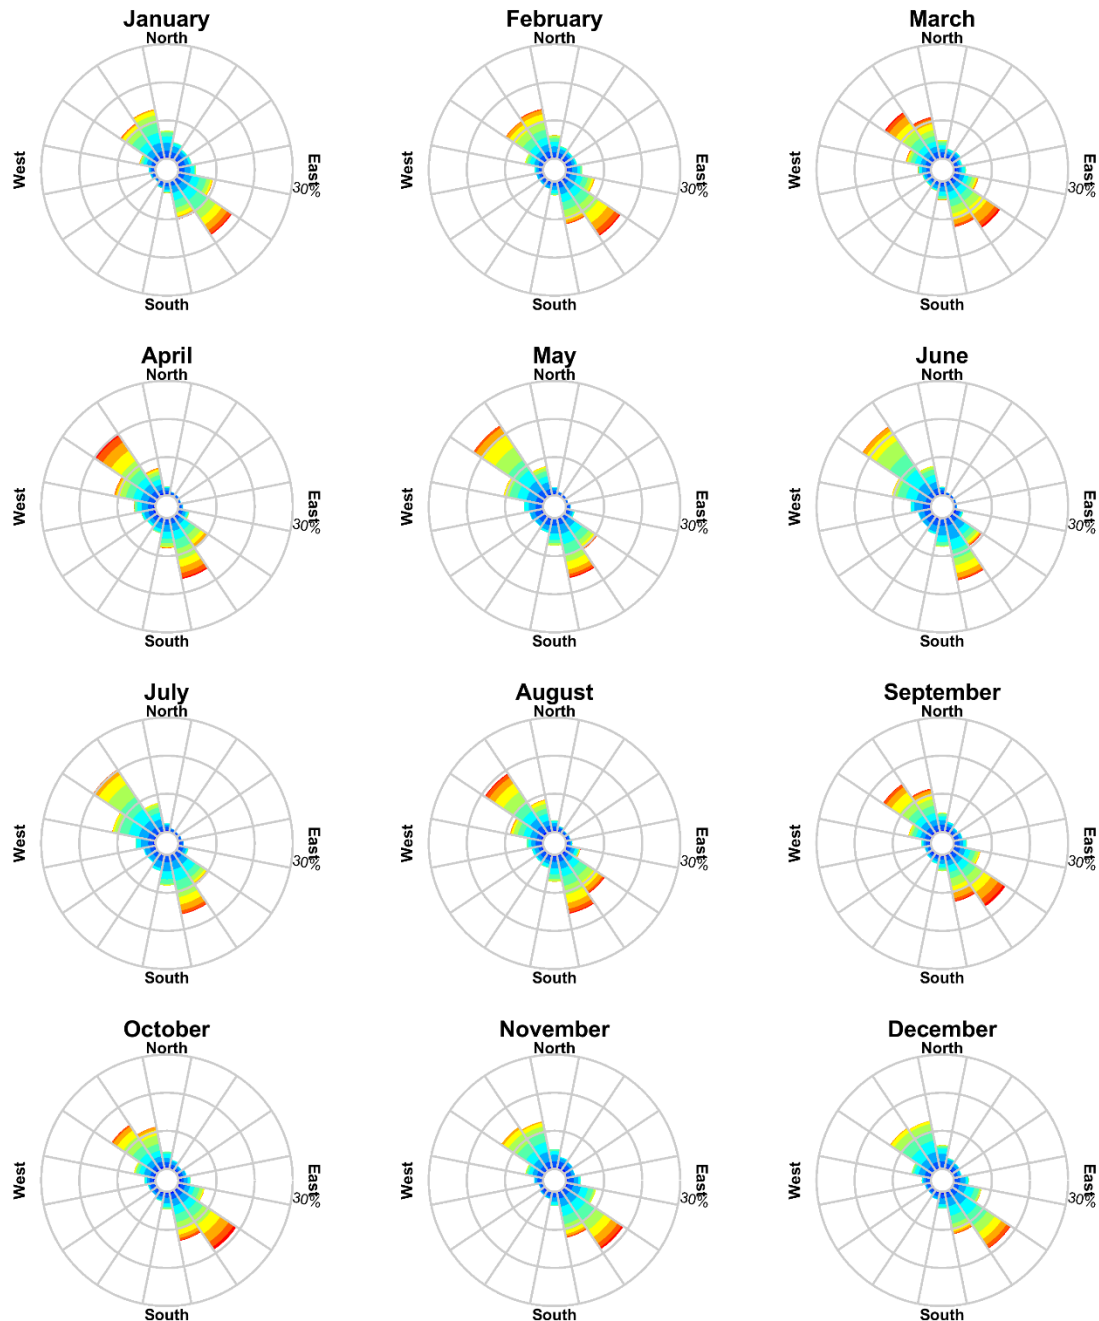 January February March
North North North
West East West East West East
30% 30% 30%
South South South
April May June
North North North
West East West East West East
30% 30% 30%
South South South
July August September
North North North
West East West East West East
30% 30% 30%
South South South
October November December
North North North
West East West East West East
30% 30% 30%
South South South